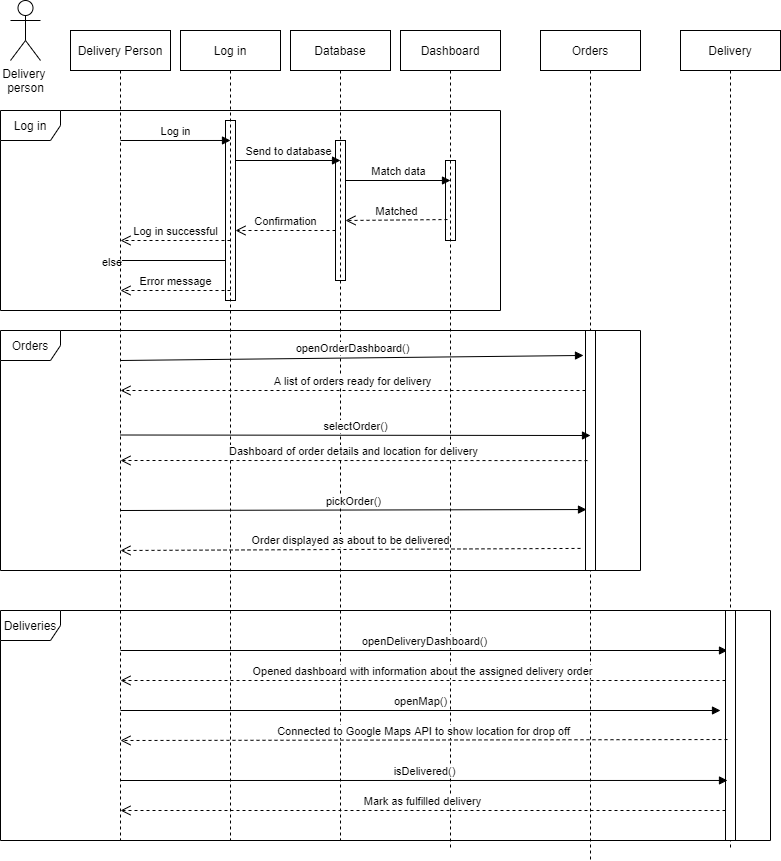 Delivery
person
Delivery Person
Log in
Database
Dashboard
Orders
Delivery
Log in
Log in
Send to database
Match data
Matched
Confirmation
Log in successful
else
Error message
Orders
openOrderDashboard()
A list of orders ready for delivery
selectOrder()
Dashboard of order details and location for delivery
pickOrder()
Order displayed as about to be delivered
Deliveries
openDeliveryDashboard()
Opened dashboard with information about the assigned delivery order
openMap()
Connected to Google Maps API to show location for drop off
isDelivered()
Mark as fulfilled delivery